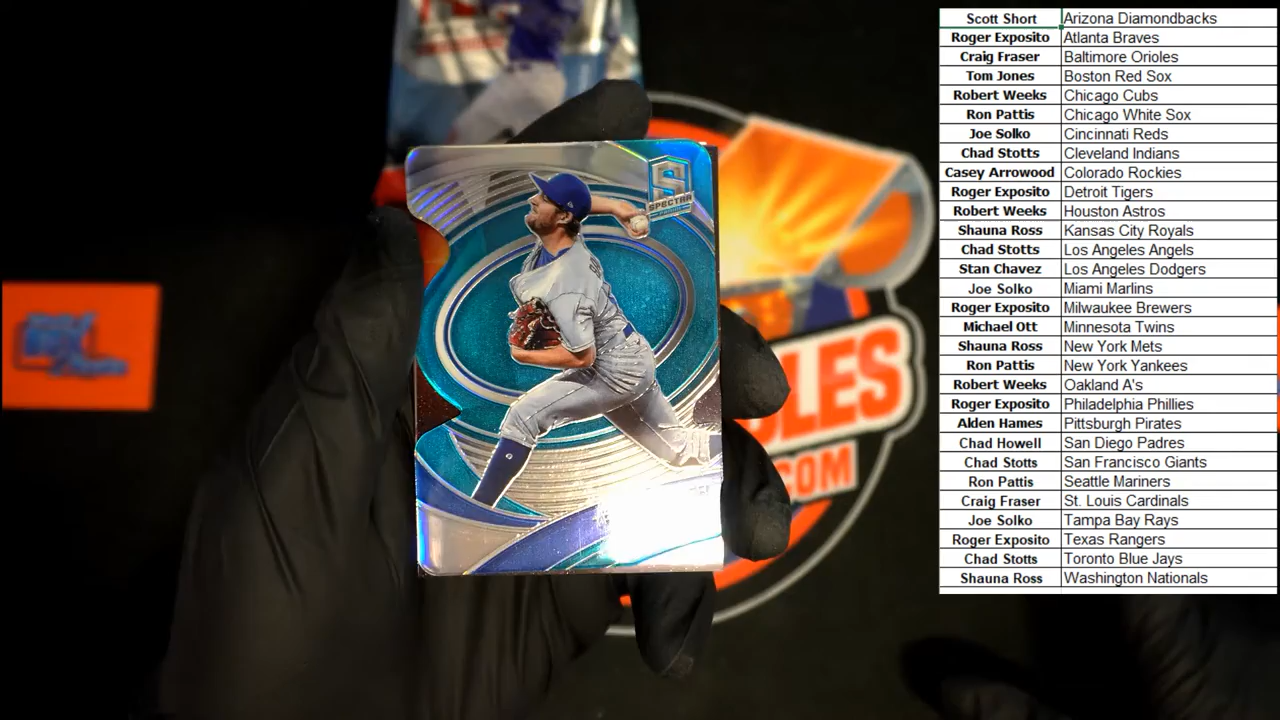 Scott Short Arizona Diamondbacks
Roger Exposito Atlanta Braves
Craig Fraser Baltimore Orioles
Tom Jones Boston Red Sox
Robert Weeks Chicago Cubs
Ron Pattis Chicago White Sox
Joe Solko Cincinnati Reds
Chad Stotts Cleveland Indians
Casey Arrowood Colorado Rockies
Roger Exposito Detroit Tigers
Robert Weeks Houston Astros
Shauna Ross Kansas City Royals
Chad Stotts Los Angeles Angels
Stan Chavez Los Angeles Dodgers
Joe Solko Miami Marlins
Roger Exposito Milwaukee Brewers
Michael Ott Minnesota Twins
Shauna Ross New York Mets
Ron Pattis New York Yankees
Robert Weeks Oakland A's
Roger Exposito Philadelphia Phillies
Alden Hames Pittsburgh Pirates
Chad Howell San Diego Padres
Chad Stotts San Francisco Giants
Ron Pattis Seattle Mariners
Craig Fraser St. Louis Cardinals
Joe Solko Tampa Bay Rays
Roger Exposito Texas Rangers
Chad Stotts Toronto Blue Jays
Shauna Ross Washington Nationals
SPECTRA
LES
.COM